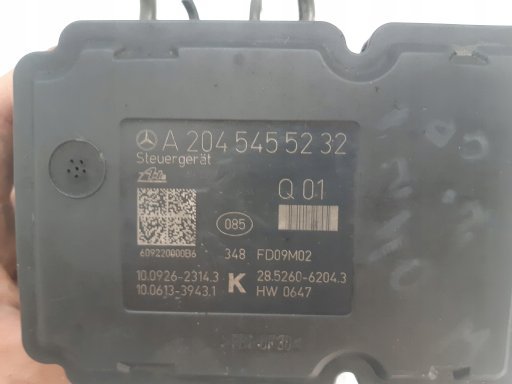 A 204 545 52 32
Steuergerät
Q 01
085
609220800B6
348 FD09M02
10.0926-2314.3
10.0613-3943.1
K
28.5260-6204.3
HW 0647